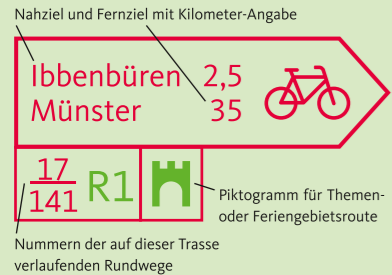 Nahziel und Fernziel mit Kilometer-Angabe
Ibbenbüren 2,5
Münster 35
17
141 R1
Piktogramm für Themen-
oder Feriengebietsroute
Nummern der auf dieser Trasse
verlaufenden Rundwege